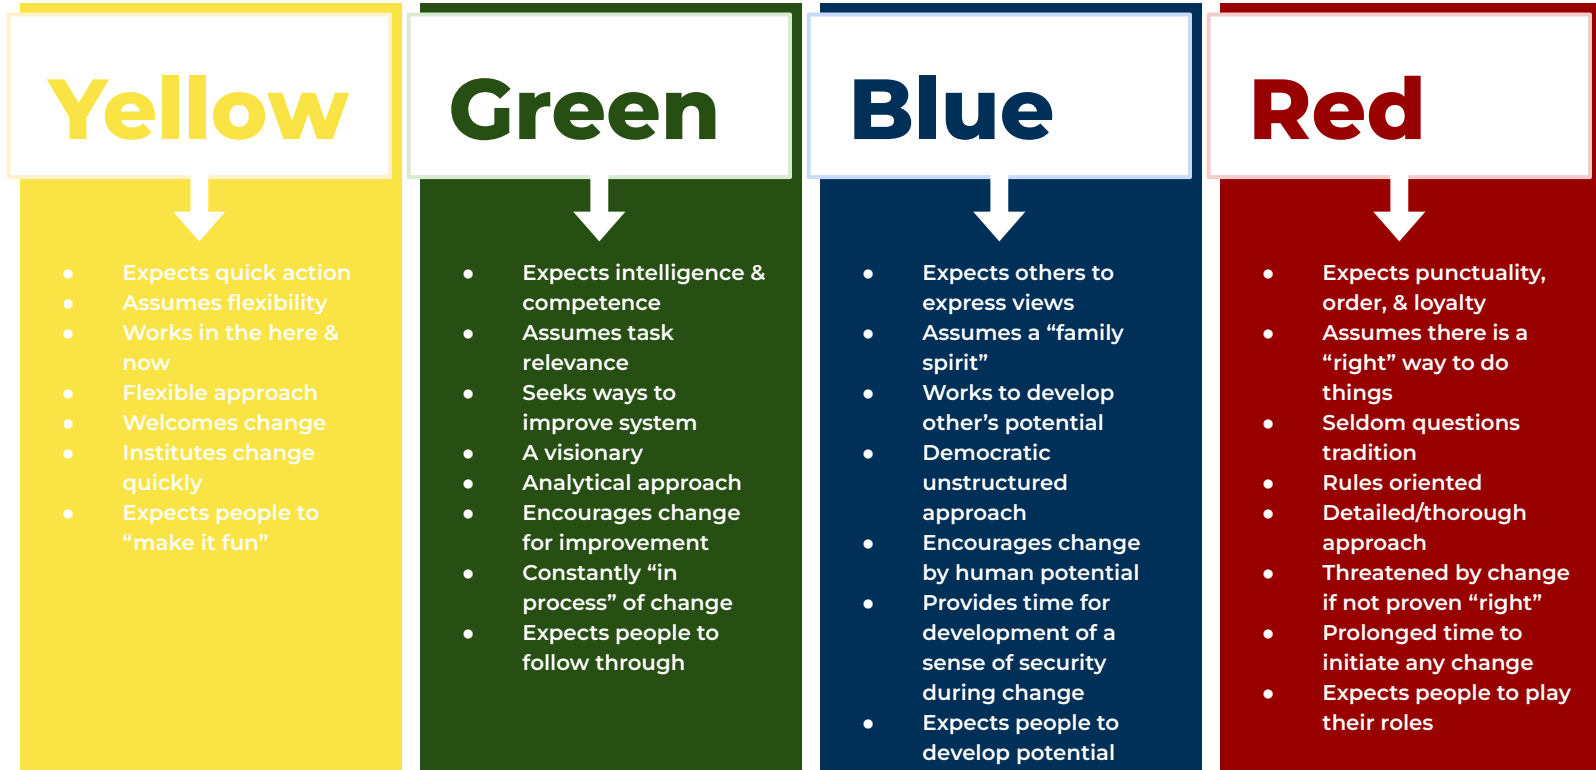 Yellow
● Expects quick action
● Assumes flexibility
● Works in the here &
now
● Flexible approach
● Welcomes change
● Institutes change
quickly
● Expects people to
“make it fun”
Green
● Expects intelligence &
competence
● Assumes task
relevance
● Seeks ways to
improve system
● A visionary
● Analytical approach
● Encourages change
for improvement
● Constantly “in
process” of change
● Expects people to
follow through
Blue
● Expects others to
express views
● Assumes a “family
spirit”
● Works to develop
other’s potential
● Democratic
unstructured
approach
● Encourages change
by human potential
● Provides time for
development of a
sense of security
during change
● Expects people to
develop potential
Red
● Expects punctuality,
order, & loyalty
● Assumes there is a
“right” way to do
things
● Seldom questions
tradition
● Rules oriented
● Detailed/thorough
approach
● Threatened by change
if not proven “right”
● Prolonged time to
initiate any change
● Expects people to play
their roles